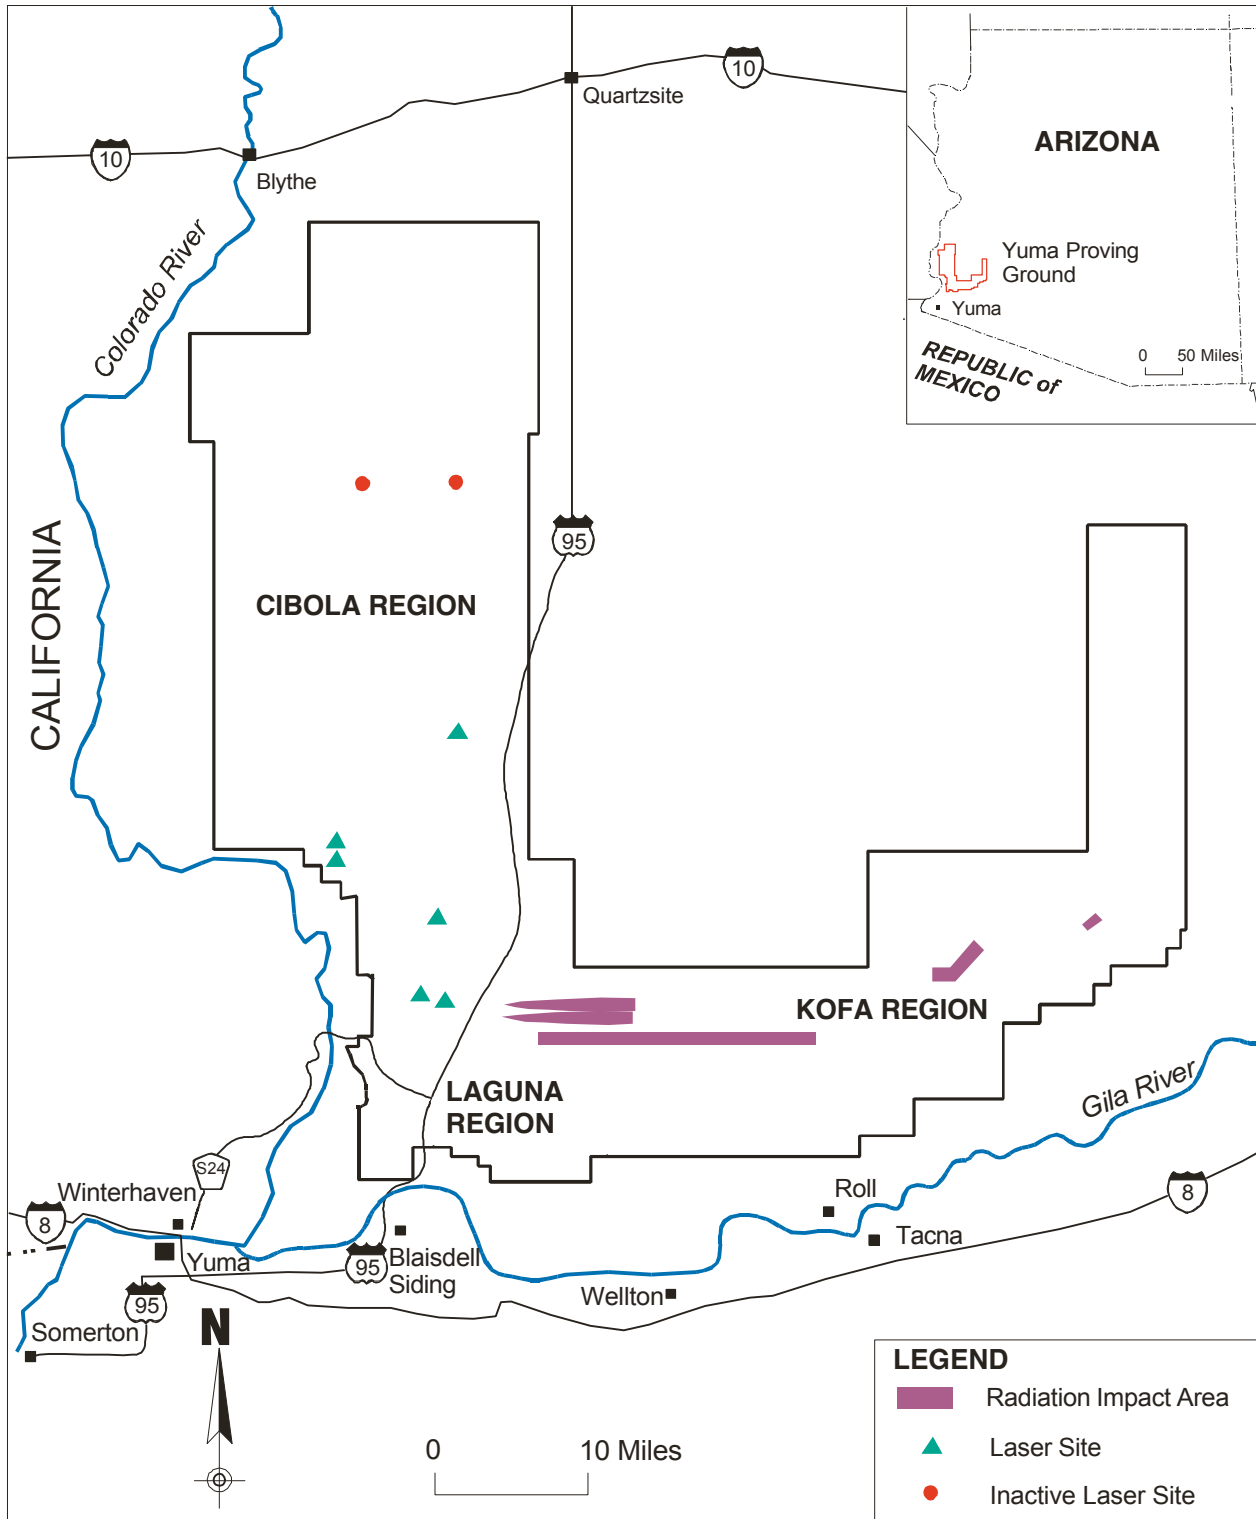 10
Quartzsite
10
Blythe
Colorado River
ARIZONA
Yuma Proving
Ground
Yuma
REPUBLIC of
MEXICO
0 50 Miles
CALIFORNIA
95
CIBOLA REGION
KOFA REGION
LAGUNA
REGION
Gila River
S24
Winterhaven
8
Yuma
95
Blaisdell
Siding
95
Somerton
Roll
Tacna
8
Wellton
N
0 10 Miles
LEGEND
Radiation Impact Area
Laser Site
Inactive Laser Site